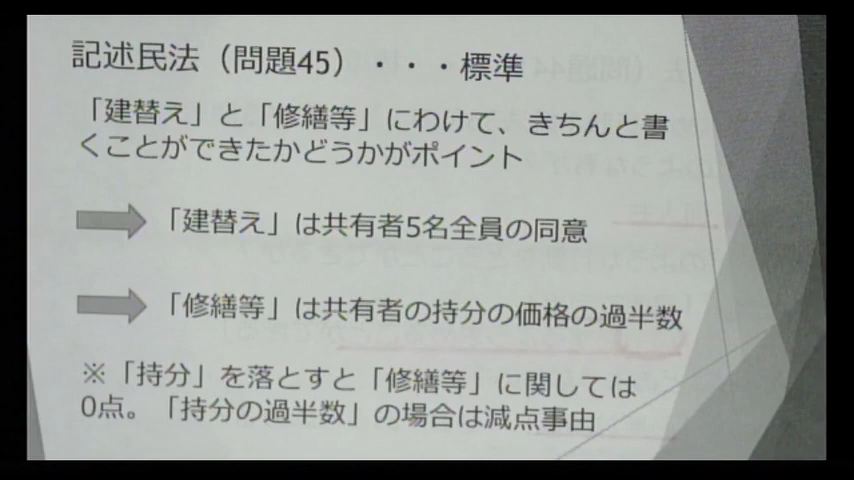 記述民法（問題45）・・・標準
「建替え」と「修繕等」にわけて、きちんと書
くことができたかどうかがポイント
「建替え」は共有者5名全員の同意
「修繕等」は共有者の持分の価格の過半数
※「持分」を落とすと「修繕等」に関しては
0点。「持分の過半数」の場合は減点事由